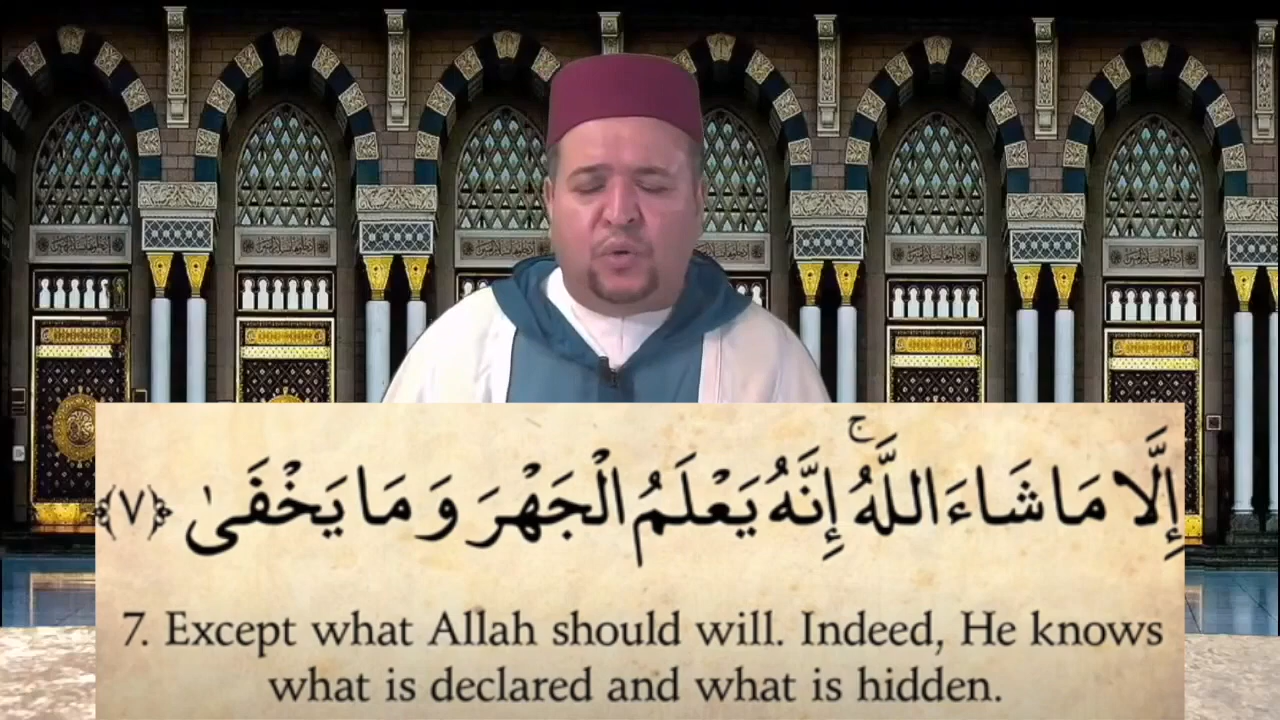 إِلَّا مَا شَاءَ اللَّهُ ۚ إِنَّهُ يَعْلَمُ الْجَهْرَ وَمَا يَخْفَىٰ ﴿٧﴾
7. Except what Allah should will. Indeed, He knows
what is declared and what is hidden.